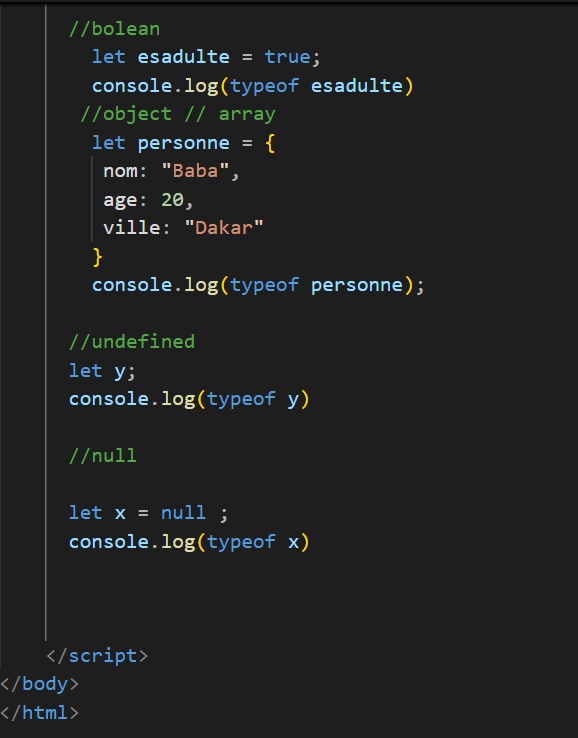 //bolean
let esadulte = true;
console.log(typeof esadulte)
//object // array
let personne = {
nom: "Baba",
age: 20,
ville: "Dakar"
}
console.log(typeof personne);
//undefined
let y;
console.log(typeof y)
//null
let x = null ;
console.log(typeof x)
</script>
</body>
</html>